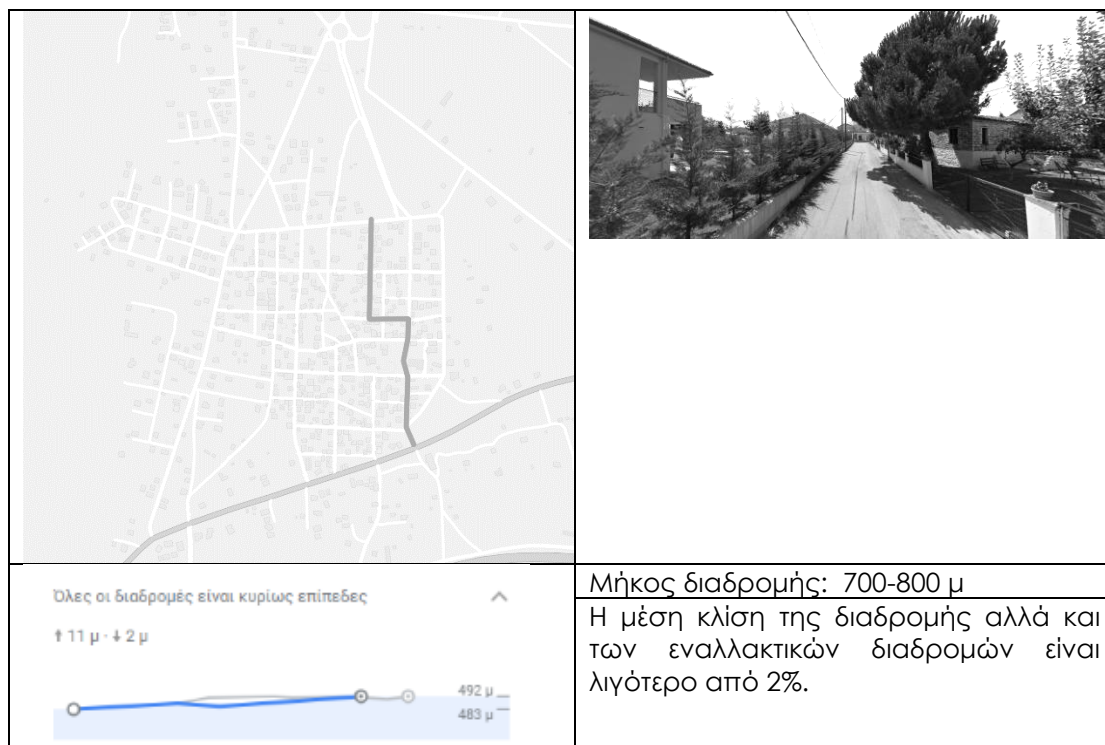 Όλες οι διαδρομές είναι κυρίως επίπεδες
↑ 11 μ · ↓ 2 μ
492 μ
483 μ
Μήκος διαδρομής: 700-800 μ
Η μέση κλίση της διαδρομής αλλά και
των εναλλακτικών διαδρομών είναι
λιγότερο από 2%.